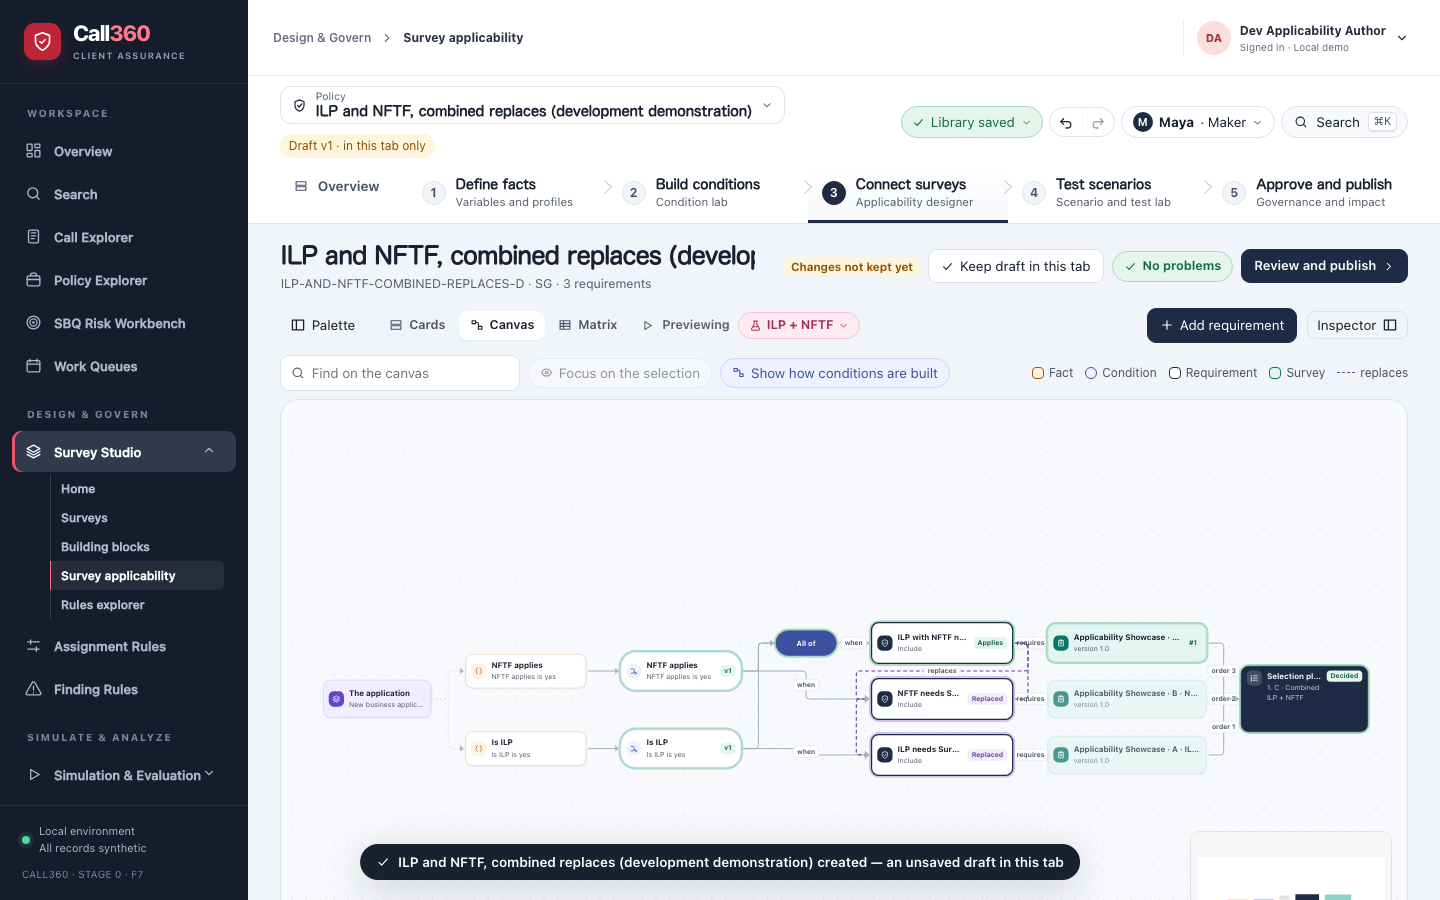 Call360
CLIENT ASSURANCE
WORKSPACE
Overview
Search
Call Explorer
Policy Explorer
SBQ Risk Workbench
Work Queues
DESIGN & GOVERN
Survey Studio
Home
Surveys
Building blocks
Survey applicability
Rules explorer
Assignment Rules
Finding Rules
SIMULATE & ANALYZE
Simulation & Evaluation
Local environment
All records synthetic
CALL360 · STAGE 0 · F7
Design & Govern
Survey applicability
DA
Dev Applicability Author
Signed in · Local demo
Policy
ILP and NFTF, combined replaces (development demonstration)
Draft v1 · in this tab only
Library saved
M Maya · Maker
Search ⌘K
Overview
1 Define facts
Variables and profiles
2 Build conditions
Condition lab
3 Connect surveys
Applicability designer
4 Test scenarios
Scenario and test lab
5 Approve and publish
Governance and impact
ILP and NFTF, combined replaces (develop
ILP-AND-NFTF-COMBINED-REPLACES-D · SG · 3 requirements
Changes not kept yet
Keep draft in this tab
No problems
Review and publish
Palette
Cards
Canvas
Matrix
Previewing
ILP + NFTF
Add requirement
Inspector
Find on the canvas
Focus on the selection
Show how conditions are built
Fact
Condition
Requirement
Survey
replaces
The application
New business applic...
NFTF applies
NFTF applies is yes
Is ILP
Is ILP is yes
NFTF applies
NFTF applies is yes
v1
Is ILP
Is ILP is yes
v1
All of
when
when
when
ILP with NFTF n...
Include
Applies
replaces
NFTF needs S...
Include
Replaced
ILP needs Sur...
Include
Replaced
requires
requires
requires
Applicability Showcase · ...
version 1.0
#1
Applicability Showcase · B · N...
version 1.0
Applicability Showcase · A · IL...
version 1.0
order 3
order 2
order 1
Selection pl...
Decided
1. C · Combined
ILP + NFTF
ILP and NFTF, combined replaces (development demonstration) created — an unsaved draft in this tab